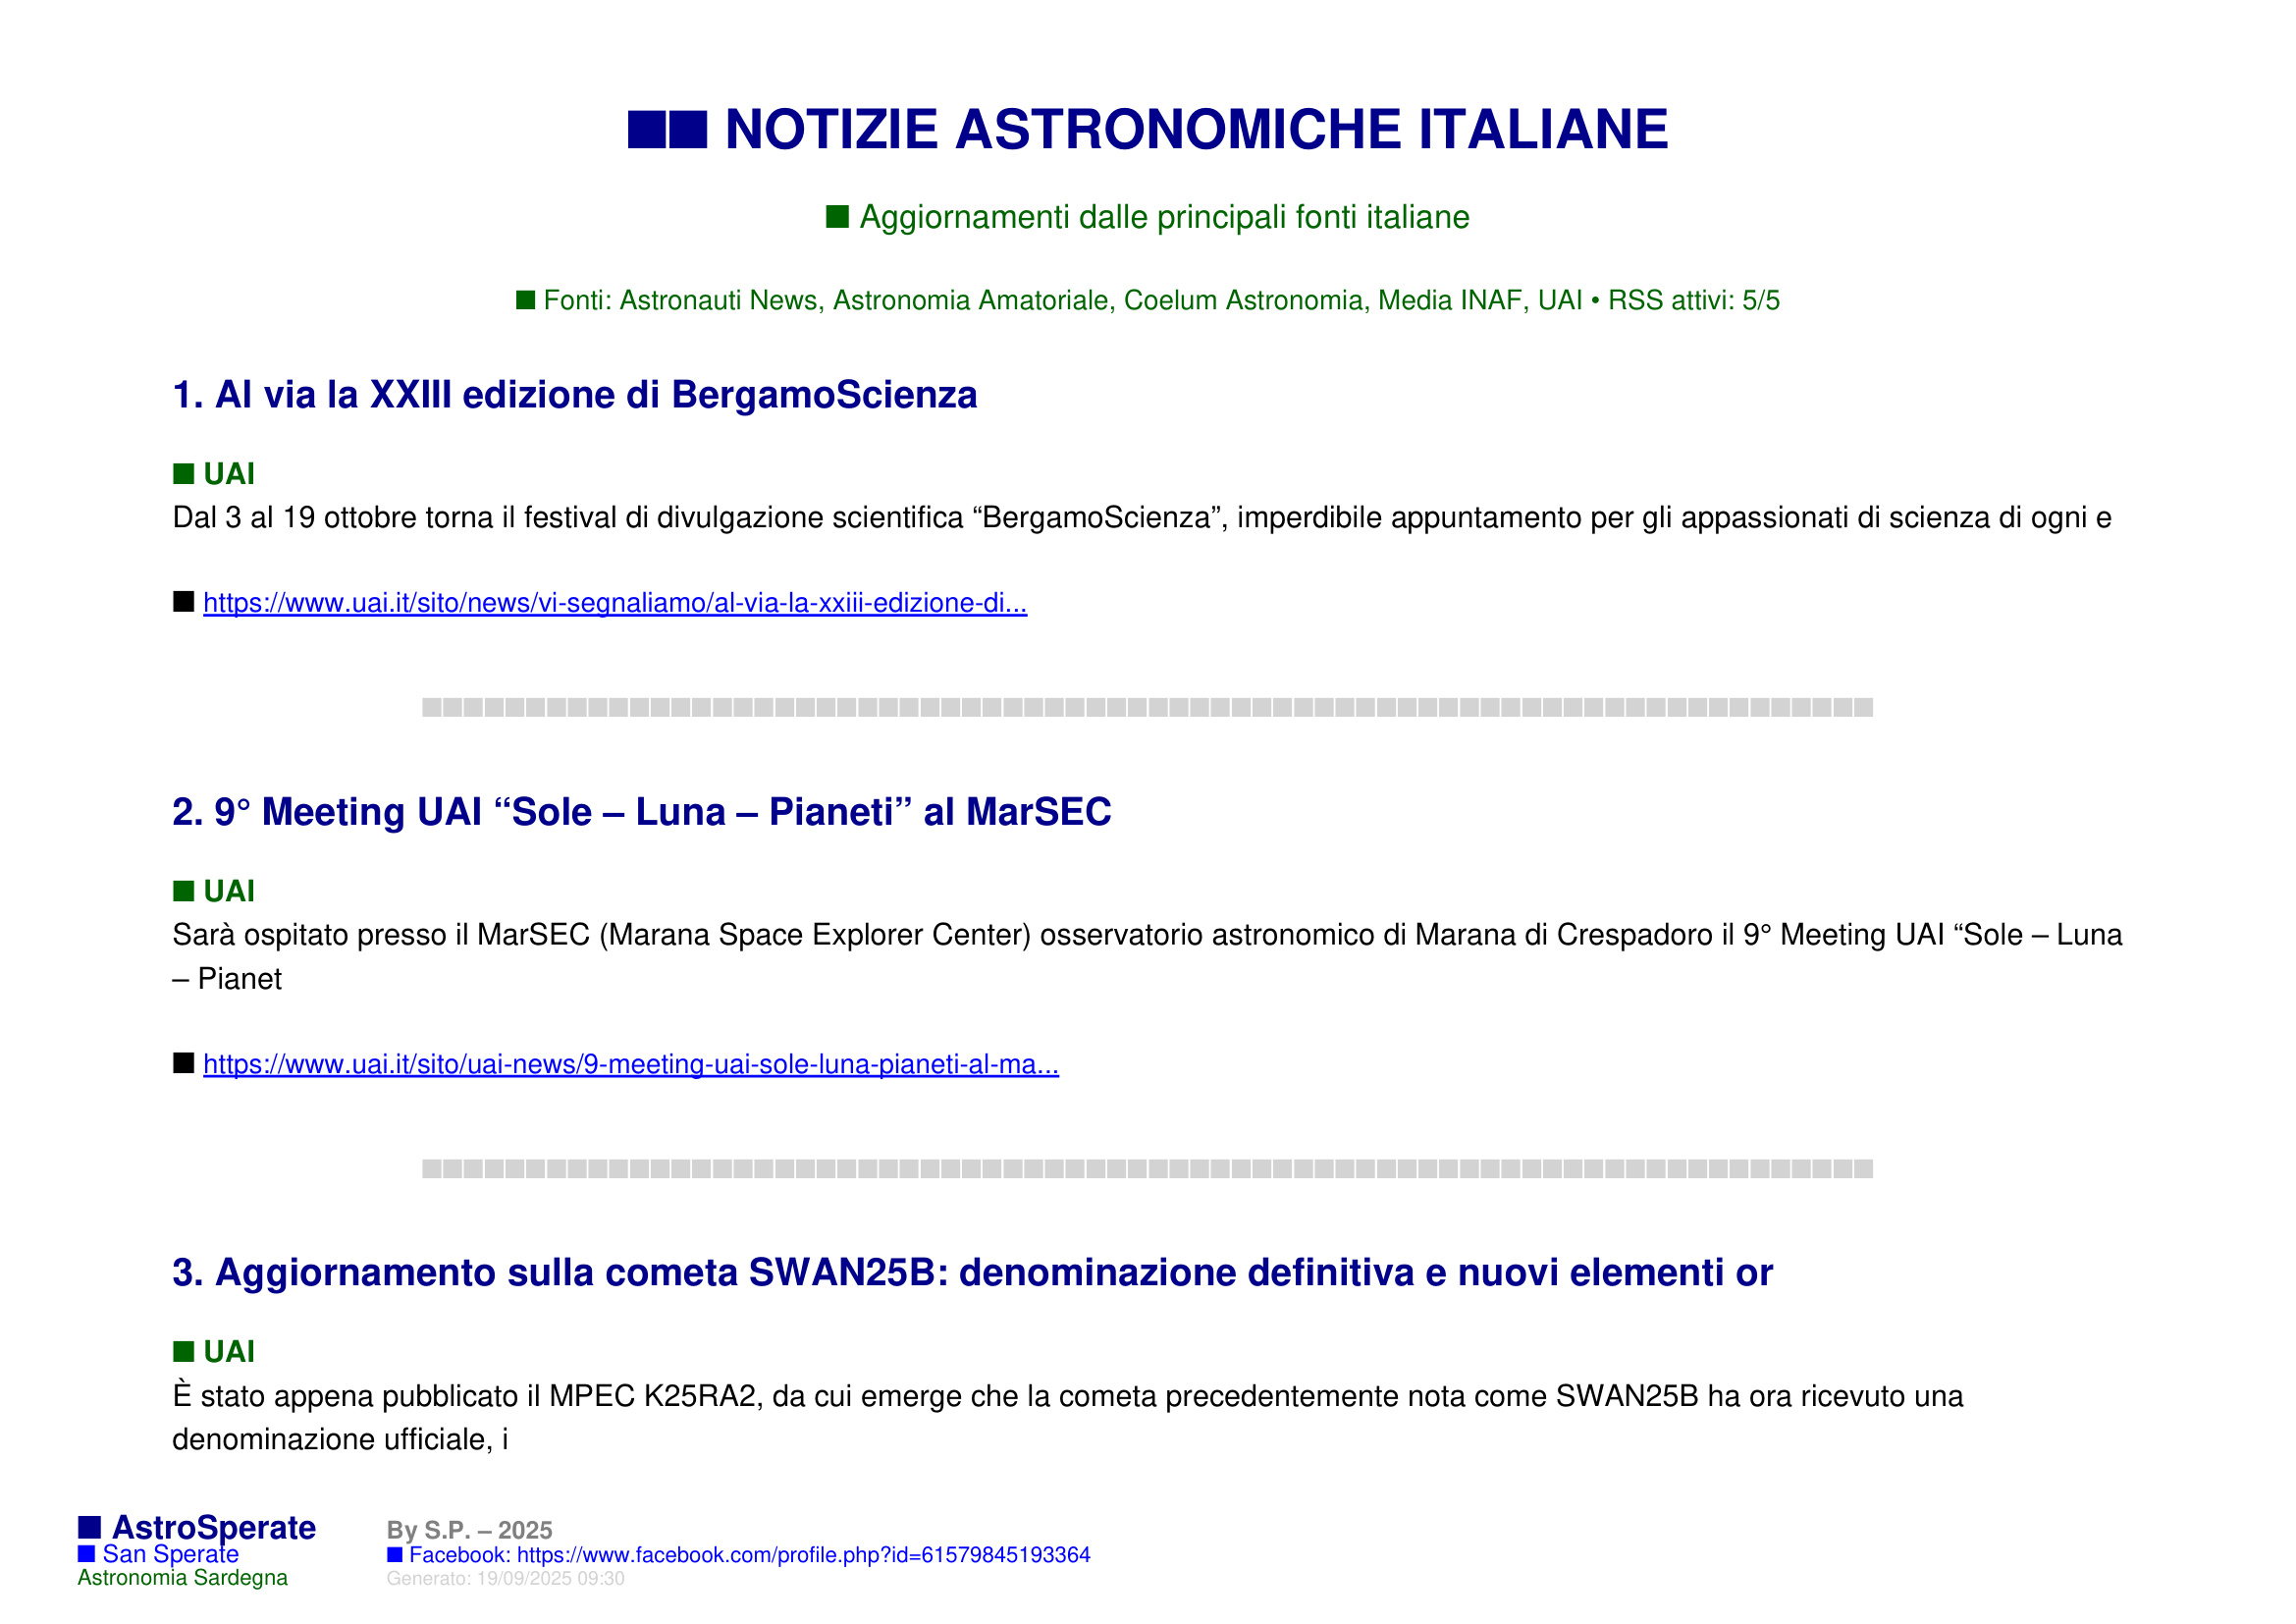 ■■ NOTIZIE ASTRONOMICHE ITALIANE
■ Aggiornamenti dalle principali fonti italiane
■ Fonti: Astronauti News, Astronomia Amatoriale, Coelum Astronomia, Media INAF, UAI • RSS attivi: 5/5
1. Al via la XXIII edizione di BergamoScienza
■ UAI
Dal 3 al 19 ottobre torna il festival di divulgazione scientifica “BergamoScienza”, imperdibile appuntamento per gli appassionati di scienza di ogni e
■ https://www.uai.it/sito/news/vi-segnaliamo/al-via-la-xxiii-edizione-di...
2. 9° Meeting UAI “Sole – Luna – Pianeti” al MarSEC
■ UAI
Sarà ospitato presso il MarSEC (Marana Space Explorer Center) osservatorio astronomico di Marana di Crespadoro il 9° Meeting UAI “Sole – Luna
– Pianet
■ https://www.uai.it/sito/uai-news/9-meeting-uai-sole-luna-pianeti-al-ma...
3. Aggiornamento sulla cometa SWAN25B: denominazione definitiva e nuovi elementi or
■ UAI
È stato appena pubblicato il MPEC K25RA2, da cui emerge che la cometa precedentemente nota come SWAN25B ha ora ricevuto una
denominazione ufficiale, i
■ AstroSperate
■ San Sperate
Astronomia Sardegna
By S.P. – 2025
■ Facebook: https://www.facebook.com/profile.php?id=61579845193364
Generato: 19/09/2025 09:30